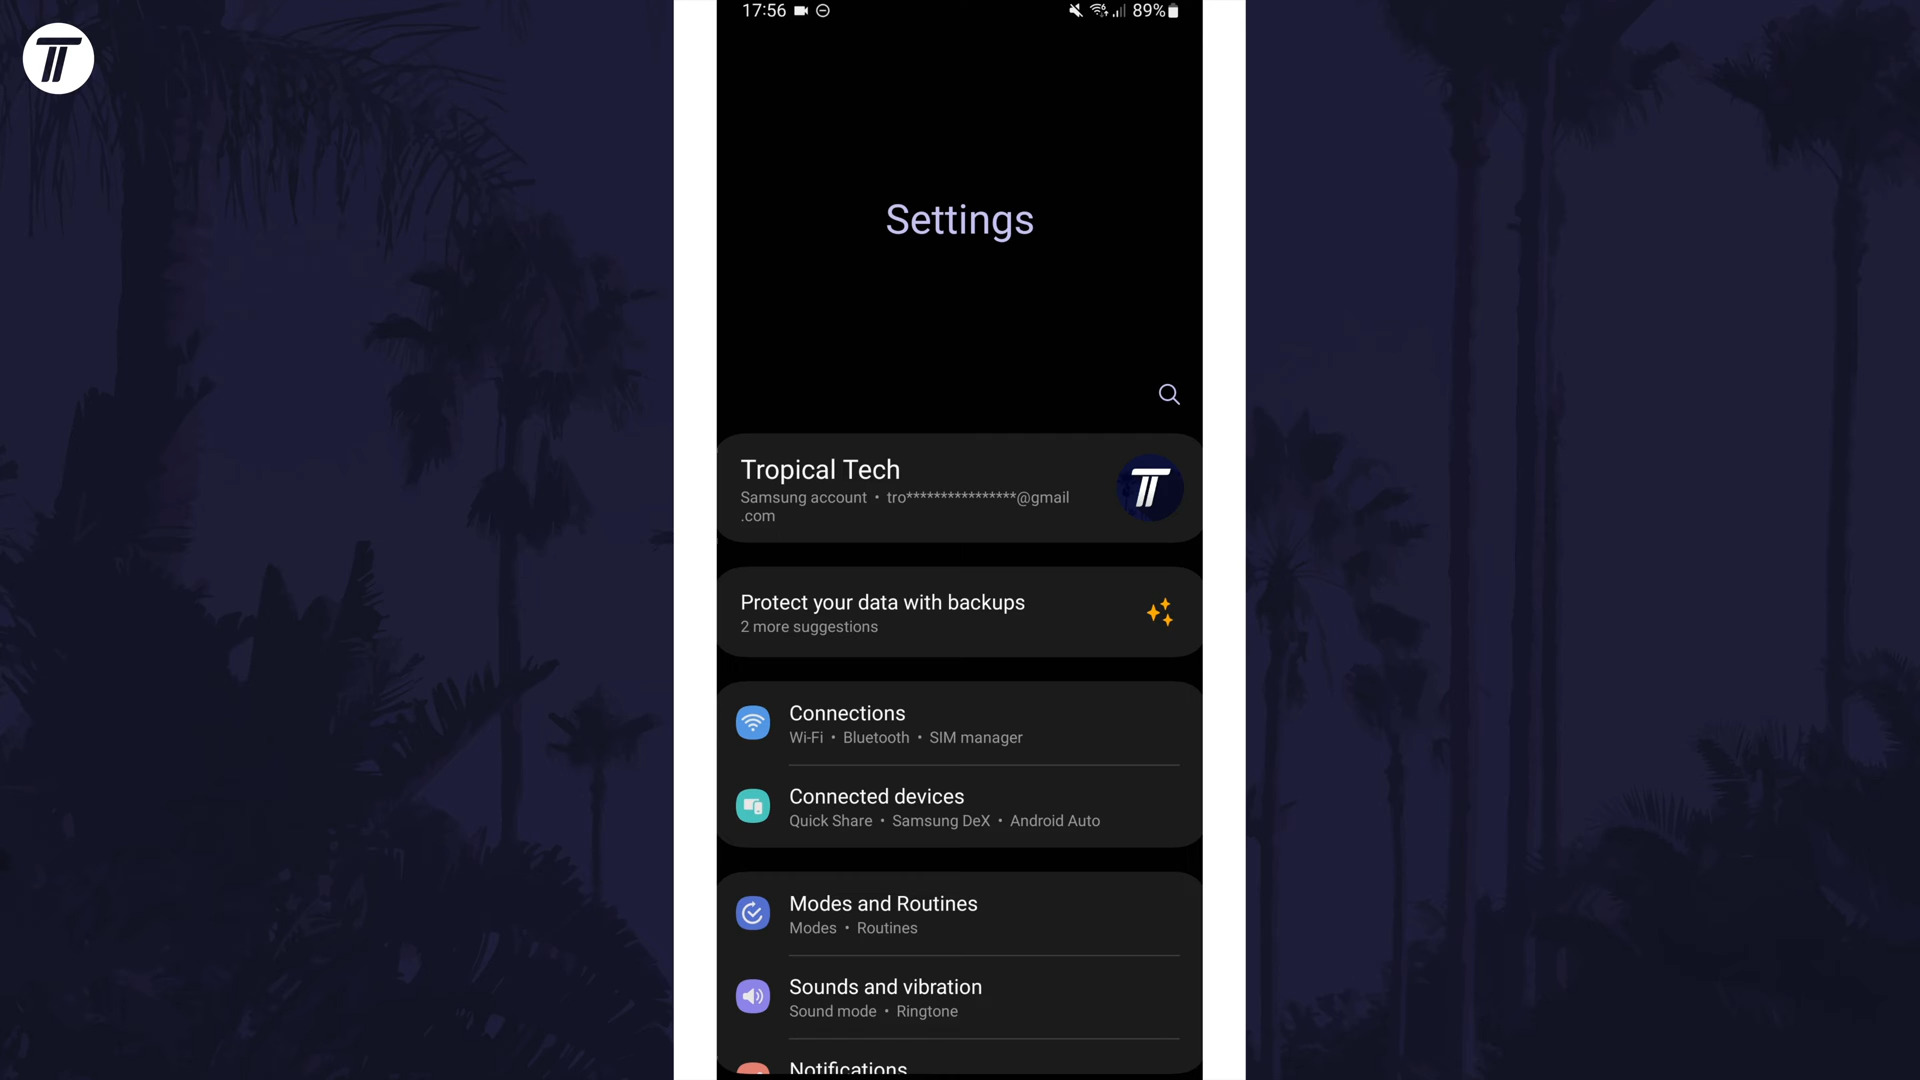 17:56
89%
Settings
Tropical Tech
Samsung account • tro****************@gmail
.com
Protect your data with backups
2 more suggestions
Connections
Wi-Fi • Bluetooth • SIM manager
Connected devices
Quick Share • Samsung DeX • Android Auto
Modes and Routines
Modes • Routines
Sounds and vibration
Sound mode • Ringtone
Notifications